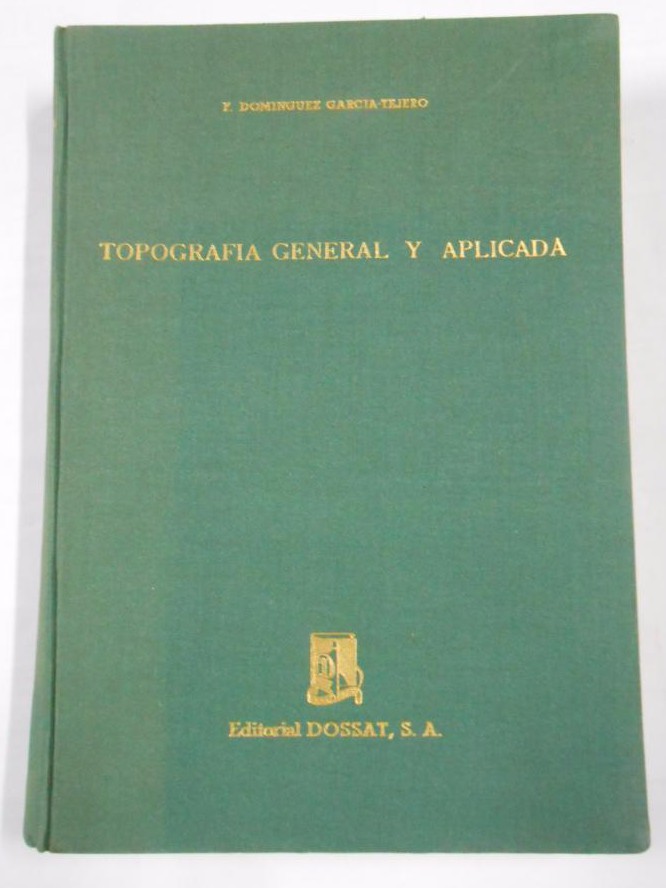 F. DOMINGUEZ GARCIA-TEJERO
TOPOGRAFIA GENERAL Y APLICADA
Editorial DOSSAT, S. A.